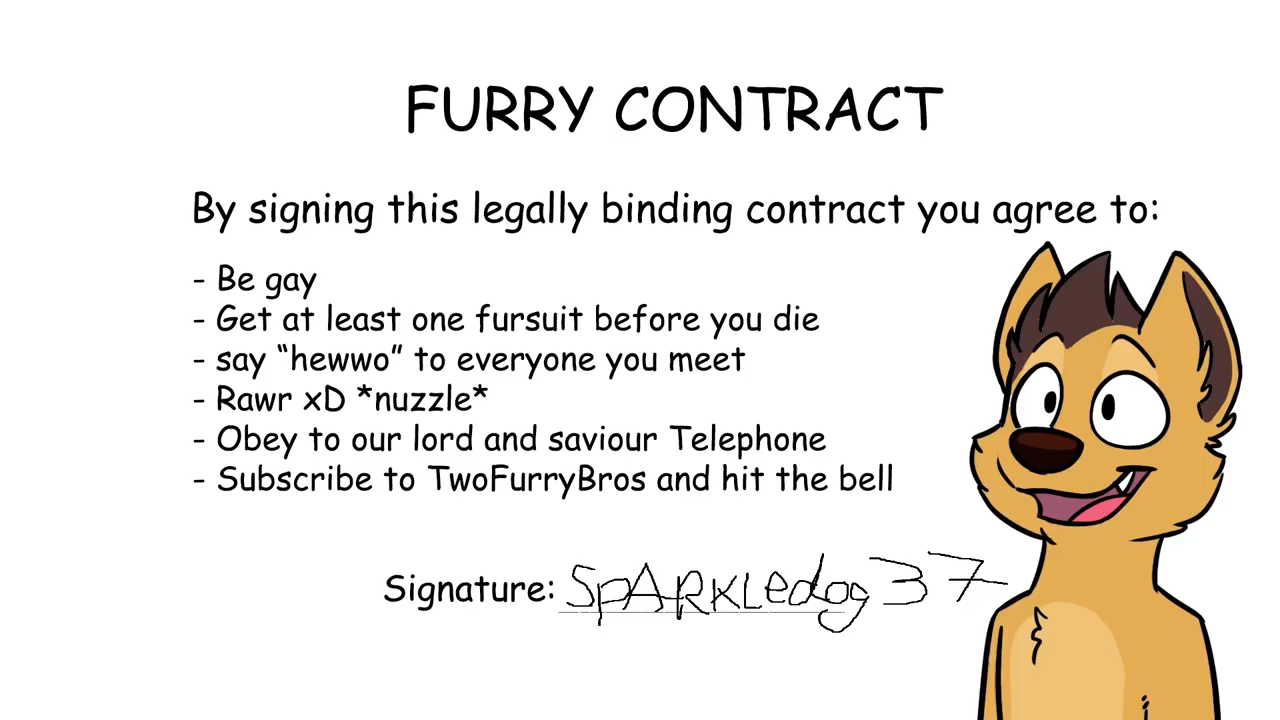 FURRY CONTRACT
By signing this legally binding contract you agree to:
- Be gay
- Get at least one fursuit before you die
- say “hewwo” to everyone you meet
- Rawr xD *nuzzle*
- Obey to our lord and saviour Telephone
- Subscribe to TwoFurryBros and hit the bell
Signature: SpARKLedog37